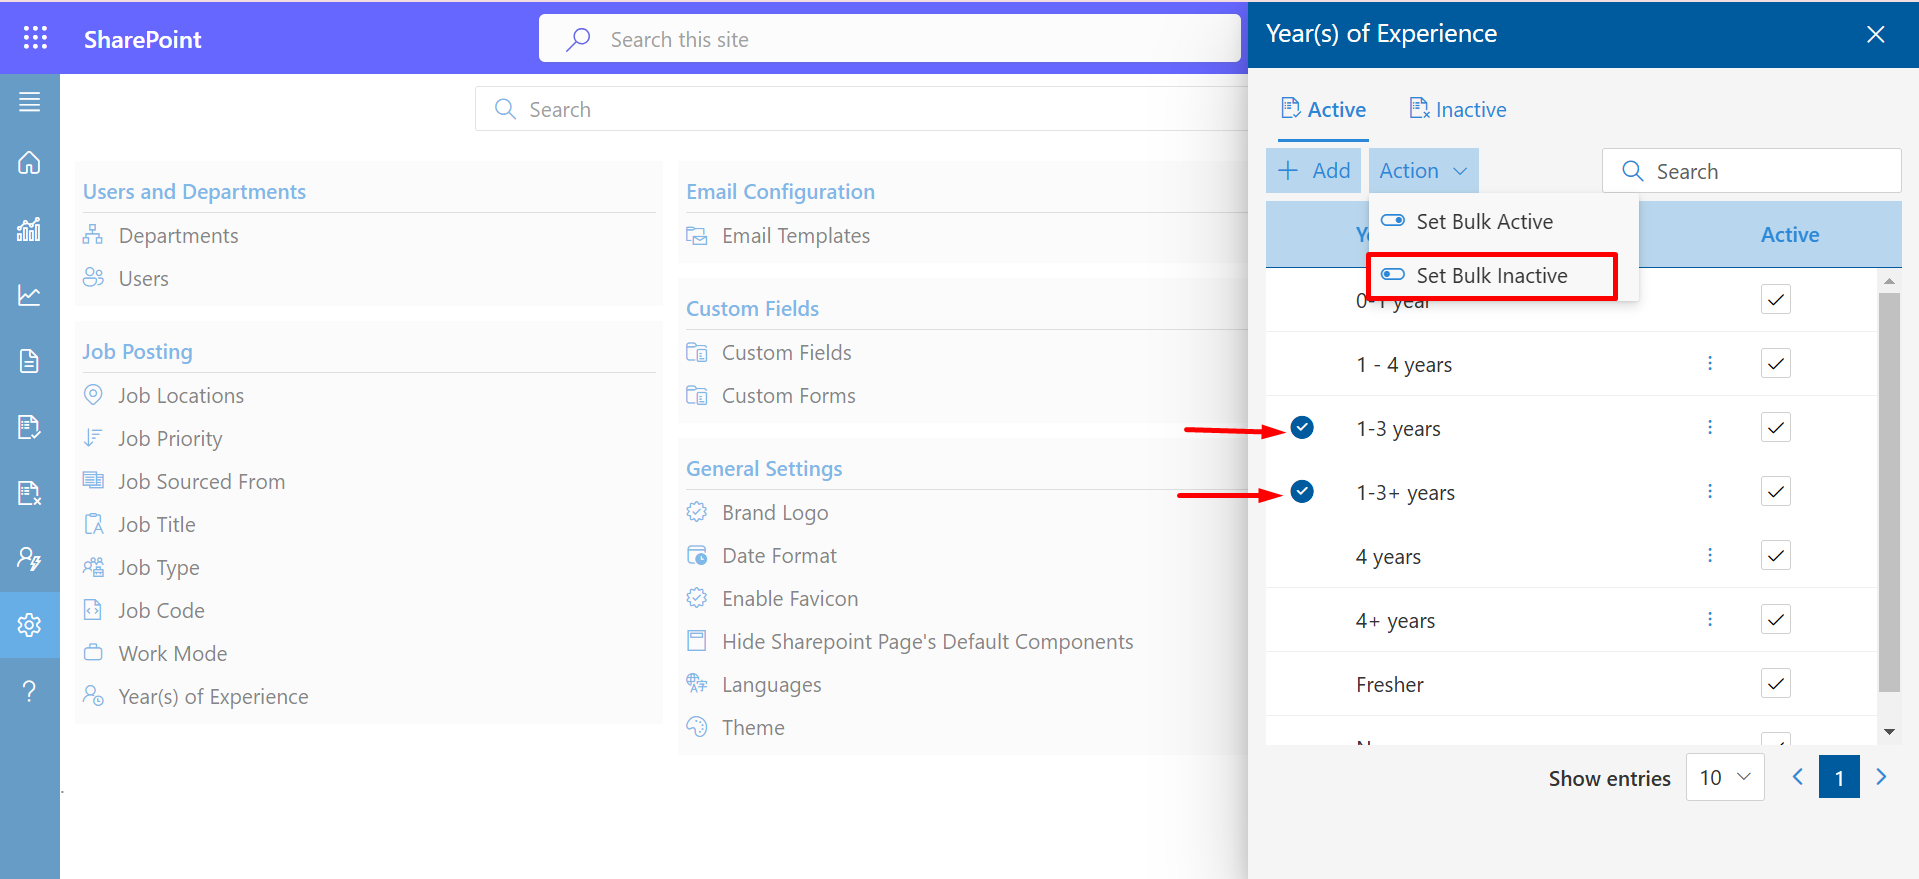 SharePoint
Search this site
Search
Users and Departments
Departments
Users
Job Posting
Job Locations
Job Priority
Job Sourced From
Job Title
Job Type
Job Code
Work Mode
Year(s) of Experience
Email Configuration
Email Templates
Custom Fields
Custom Fields
Custom Forms
General Settings
Brand Logo
Date Format
Enable Favicon
Hide Sharepoint Page's Default Components
Languages
Theme
Year(s) of Experience
Active Inactive
Add Action Search
Set Bulk Active
Active
Set Bulk Inactive
0-1 year
1 - 4 years
1-3 years
1-3+ years
4 years
4+ years
Fresher
Show entries 10 1